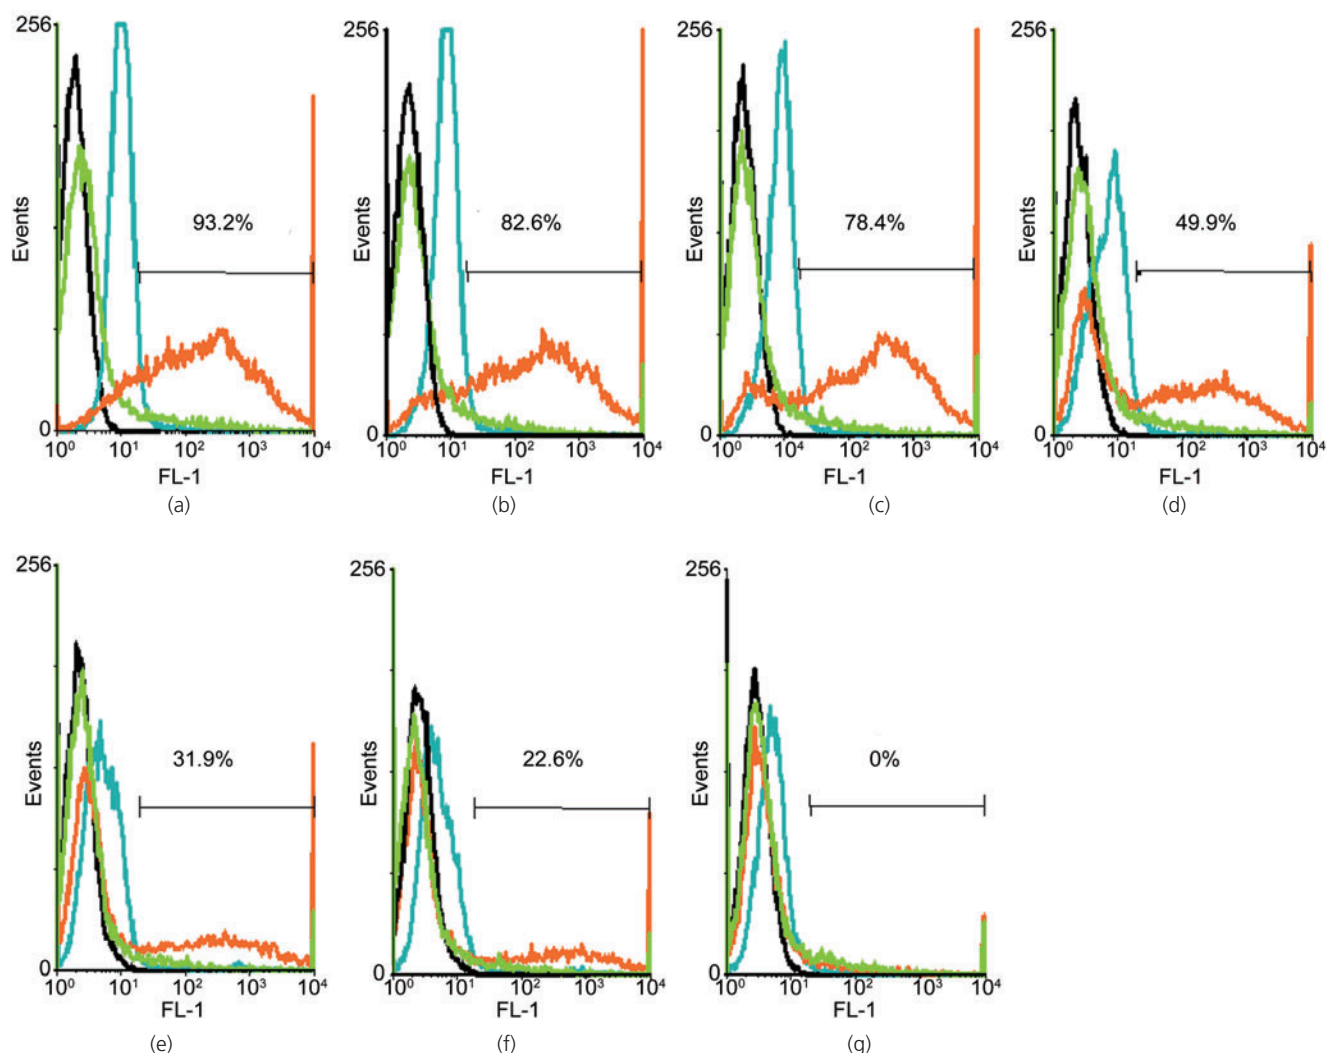 256
Events
93.2%
0
10⁰ 10¹ 10² 10³ 10⁴
FL-1
(a)
256
Events
82.6%
0
10⁰ 10¹ 10² 10³ 10⁴
FL-1
(b)
256
Events
78.4%
0
10⁰ 10⁴ 10² 10³ 10⁴
FL-1
(c)
256
Events
49.9%
0
10⁰ 10¹ 10² 10³ 10⁴
FL-1
(d)
256
Events
31.9%
0
10⁰ 10¹ 10² 10³ 10⁴
FL-1
(e)
256
Events
22.6%
0
10⁰ 10¹ 10² 10³ 10⁴
FL-1
(f)
256
Events
0%
0
10⁰ 10¹ 10² 10³ 10⁴
FL-1
(g)